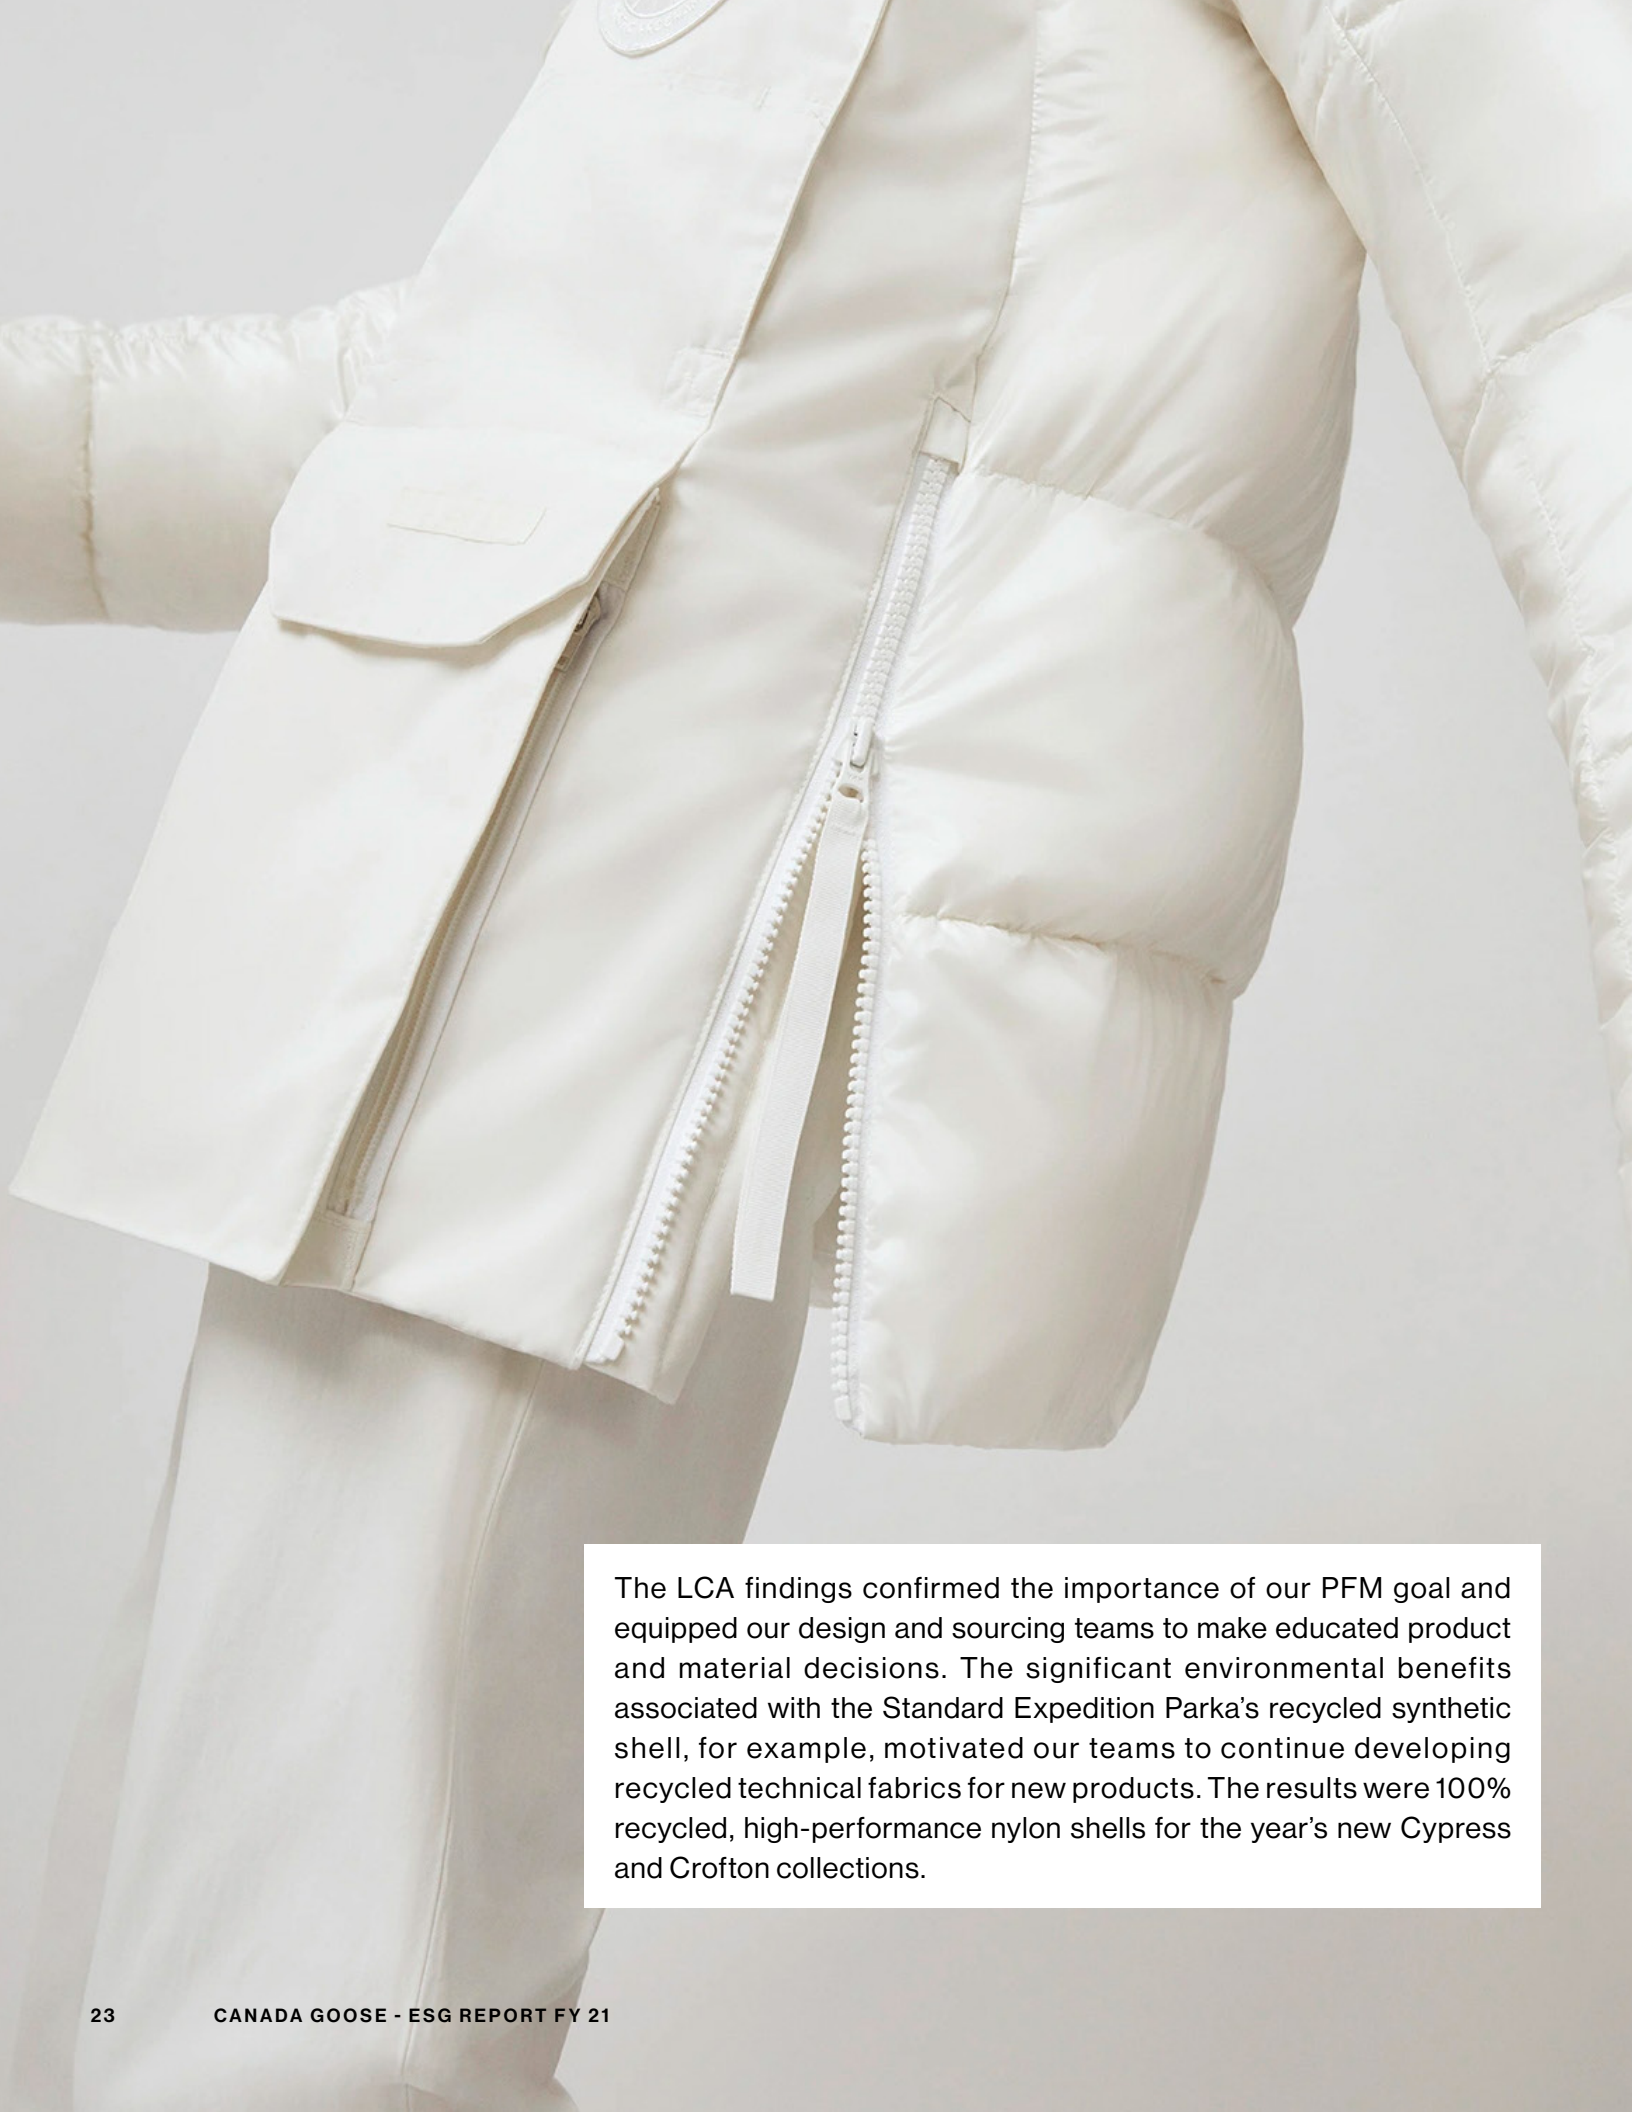 The LCA findings confirmed the importance of our PFM goal and
equipped our design and sourcing teams to make educated product
and material decisions. The significant environmental benefits
associated with the Standard Expedition Parka’s recycled synthetic
shell, for example, motivated our teams to continue developing
recycled technical fabrics for new products. The results were 100%
recycled, high-performance nylon shells for the year’s new Cypress
and Crofton collections.
23 CANADA GOOSE - ESG REPORT FY 21